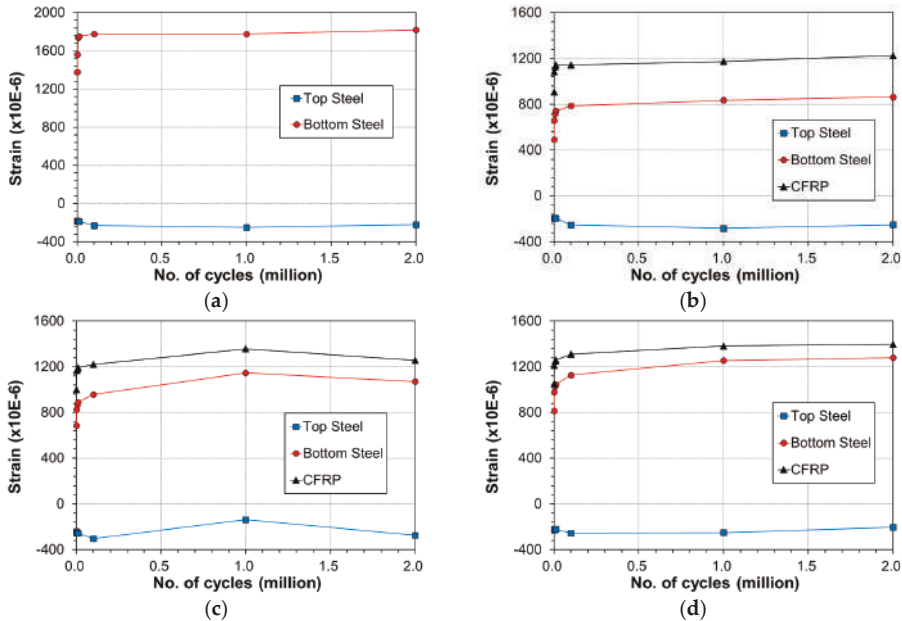 2000
1600
1200
800
400
0
-400
Strain (x10E-6)
Top Steel
Bottom Steel
0.0 0.5 1.0 1.5 2.0
No. of cycles (million)
(a)
1600
1200
800
400
0
-400
Strain (x10E-6)
Top Steel
Bottom Steel
CFRP
0.0 0.5 1.0 1.5 2.0
No. of cycles (million)
(b)
1600
1200
800
400
0
-400
Strain (x10E-6)
Top Steel
Bottom Steel
CFRP
0.0 0.5 1.0 1.5 2.0
No. of cycles (million)
(c)
1600
1200
800
400
0
-400
Strain (x10E-6)
Top Steel
Bottom Steel
CFRP
0.0 0.5 1.0 1.5 2.0
No. of cycles (million)
(d)